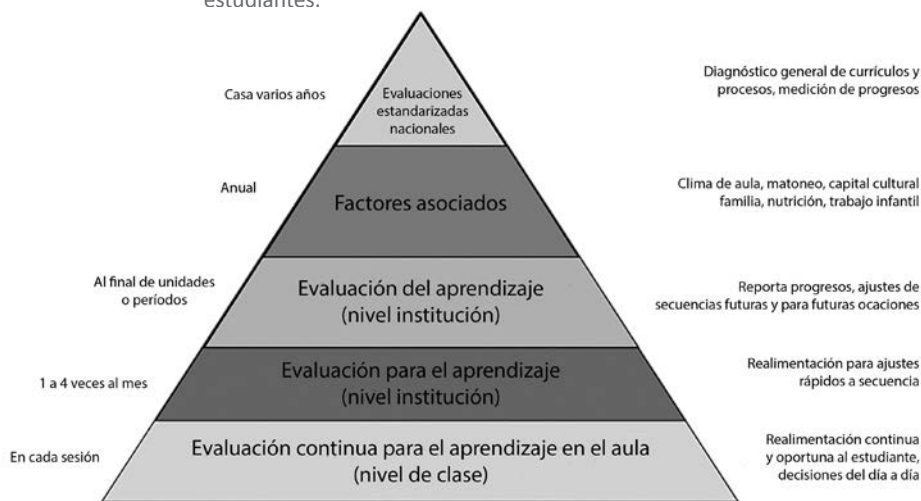 estudiantes.
Casa varios años
Evaluaciones
estandarizadas
nacionales
Diagnóstico general de currículos y
procesos, medición de progresos
Anual
Factores asociados
Clima de aula, matoneo, capital cultural
familia, nutrición, trabajo infantil
Al final de unidades
o períodos
Evaluación del aprendizaje
(nivel institución)
Reporta progresos, ajustes de
secuencias futuras y para futuras ocaciones
1 a 4 veces al mes
Evaluación para el aprendizaje
(nivel institución)
Realimentación para ajustes
rápidos a secuencia
En cada sesión
Evaluación continua para el aprendizaje en el aula
(nivel de clase)
Realimentación continua
y oportuna al estudiante,
decisiones del día a día